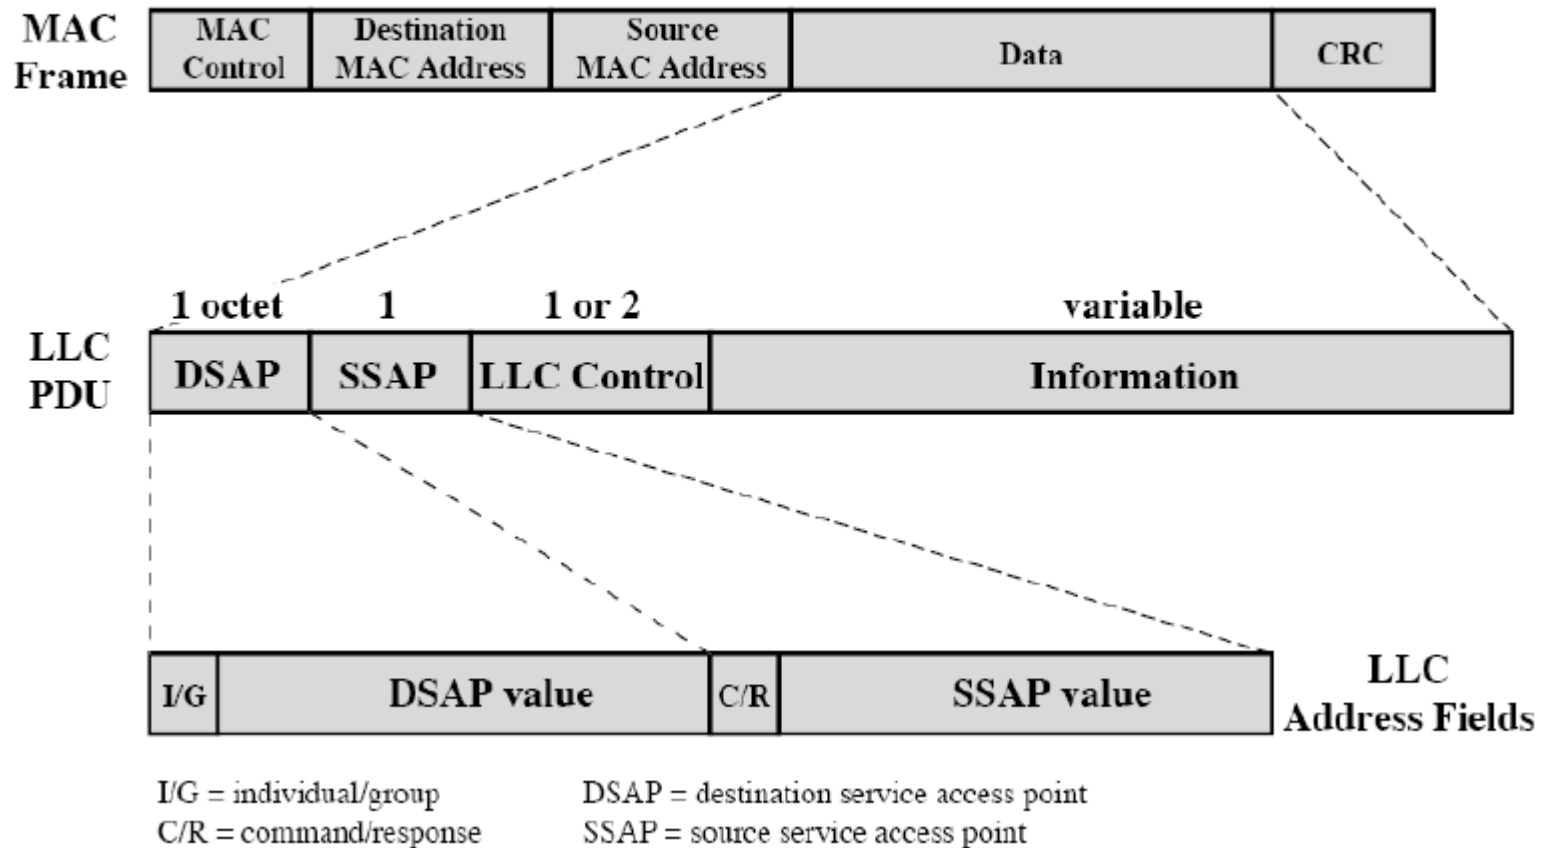 MAC
Frame
MAC
Control
Destination
MAC Address
Source
MAC Address
Data
CRC
1 octet
1
1 or 2
variable
LLC
PDU
DSAP
SSAP
LLC Control
Information
I/G
DSAP value
C/R
SSAP value
LLC
Address Fields
I/G = individual/group
DSAP = destination service access point
C/R = command/response
SSAP = source service access point